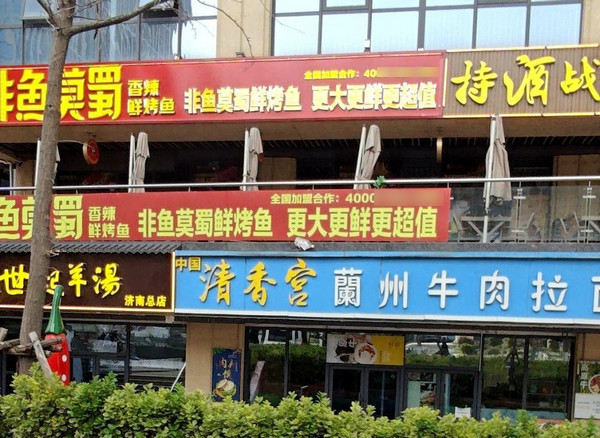 非鱼莫蜀
香辣
鲜烤鱼
全国加盟合作：40
非鱼莫蜀鲜烤鱼 更大更鲜更超值
持酒战
鱼莫蜀
香辣
鲜烤鱼
全国加盟合作：4000
非鱼莫蜀鲜烤鱼 更大更鲜更超值
羊湯
济南总店
中国
清香宫
蘭州牛肉拉面